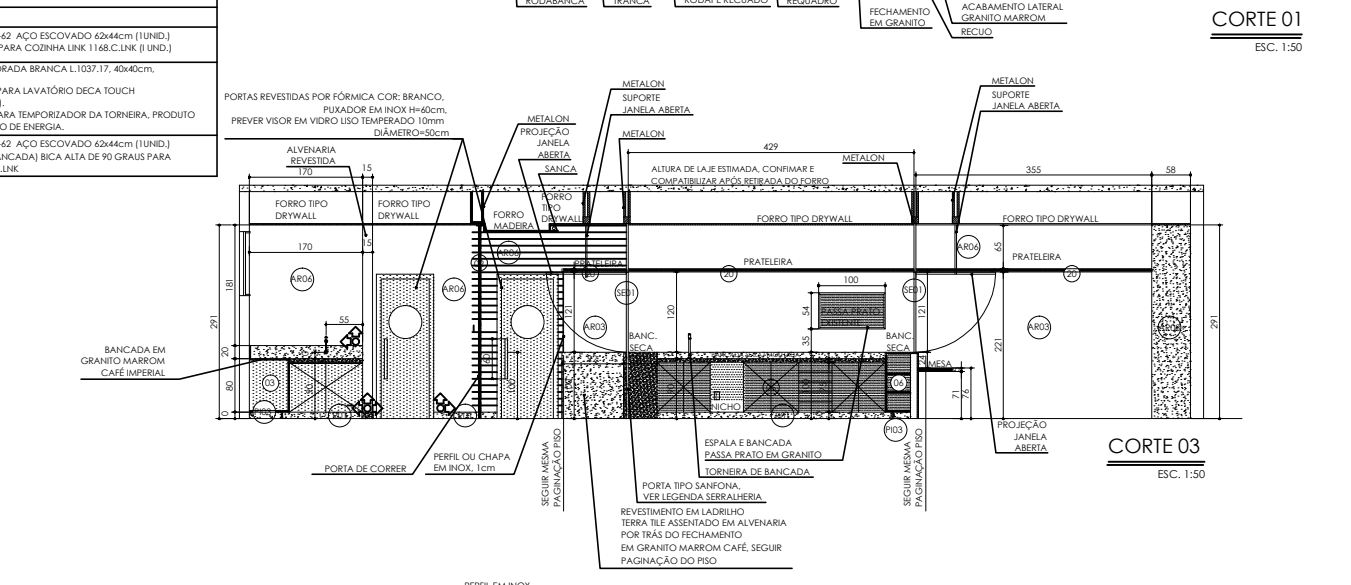 RODABANCA
TRANCA
RODAPÉ RECUADO
REQUADRO
FECHAMENTO
EM GRANITO
ACABAMENTO LATERAL
GRANITO MARROM
RECUO
CORTE 01
ESC. 1:50
-62 AÇO ESCOVADO 62x44cm (1UNID.)
PARA COZINHA LINK 1168.C.LNK (I UND.)
ORADA BRANCA L.1037.17, 40x40cm,
PARA LAVATÓRIO DECA TOUCH
ARA TEMPORIZADOR DA TORNEIRA, PRODUTO
O DE ENERGIA.
-62 AÇO ESCOVADO 62x44cm (1UNID.)
ANCADA) BICA ALTA DE 90 GRAUS PARA
.LNK
PORTAS REVESTIDAS POR FÓRMICA COR: BRANCO,
PUXADOR EM INOX H=60cm,
PREVER VISOR EM VIDRO LISO TEMPERADO 10mm
DIÂMETRO=50cm
ALVENARIA
REVESTIDA
METALON
PROJEÇÃO
JANELA
ABERTA
SANCA
METALON
SUPORTE
JANELA ABERTA
METALON
429
ALTURA DE LAJE ESTIMADA, CONFIMAR E
COMPATIBILIZAR APÓS RETIRADA DO FORRO
METALON
METALON
SUPORTE
JANELA ABERTA
355
58
170
15
FORRO TIPO
DRYWALL
FORRO TIPO
DRYWALL
FORRO
MADEIRA
FORRO
TIPO
DRYWALL
FORRO TIPO DRYWALL
FORRO TIPO DRYWALL
170
15
AR06
AR06
AR06
AR06
65
PRATELEIRA
20
PRATELEIRA
20
PRATELEIRA
20
291
181
20
80
55
SE01
SE01
121
120
121
100
54
35
PASSA PRATO
AR03
AR03
221
291
BANC.
SECA
BANC.
SECA
MESA
71
76
BANCADA EM
GRANITO MARROM
CAFÉ IMPERIAL
03
06
NICHO
PI03
PROJEÇÃO
JANELA
ABERTA
PORTA DE CORRER
PERFIL OU CHAPA
EM INOX, 1cm
SEGUIR MESMA
PAGINAÇÃO PISO
ESPALA E BANCADA
PASSA PRATO EM GRANITO
TORNEIRA DE BANCADA
PORTA TIPO SANFONA,
VER LEGENDA SERRALHERIA
REVESTIMENTO EM LADRILHO
TERRA TILE ASSENTADO EM ALVENARIA
POR TRÁS DO FECHAMENTO
EM GRANITO MARROM CAFÉ, SEGUIR
PAGINAÇÃO DO PISO
SEGUIR MESMA
PAGINAÇÃO PISO
CORTE 03
ESC. 1:50
PERFIL EM INOX